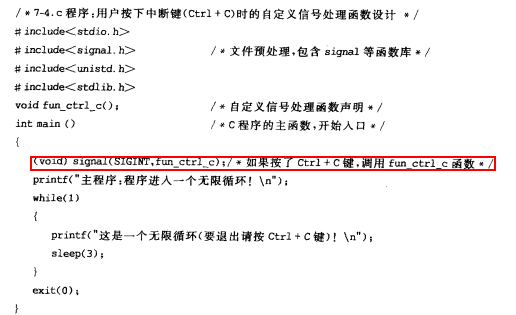 /*7-4.c 程序:用户按下中断键(Ctrl+C)时的自定义信号处理函数设计 */
#include<stdio.h>
#include<signal.h> /*文件预处理,包含 signal 等函数库*/
#include<unistd.h>
#include<stdlib.h>
void fun_ctrl_c(); /*自定义信号处理函数声明*/
int main () /*C程序的主函数,开始入口*/
{
(void) signal(SIGINT,fun_ctrl_c);/*如果按了 Ctrl+C 键,调用 fun_ctrl_c 函数*/
printf("主程序:程序进入一个无限循环! \n");
while(1)
{
printf("这是一个无限循环(要退出请按 Ctrl+C 键)! \n");
sleep(3);
}
exit(0);
}